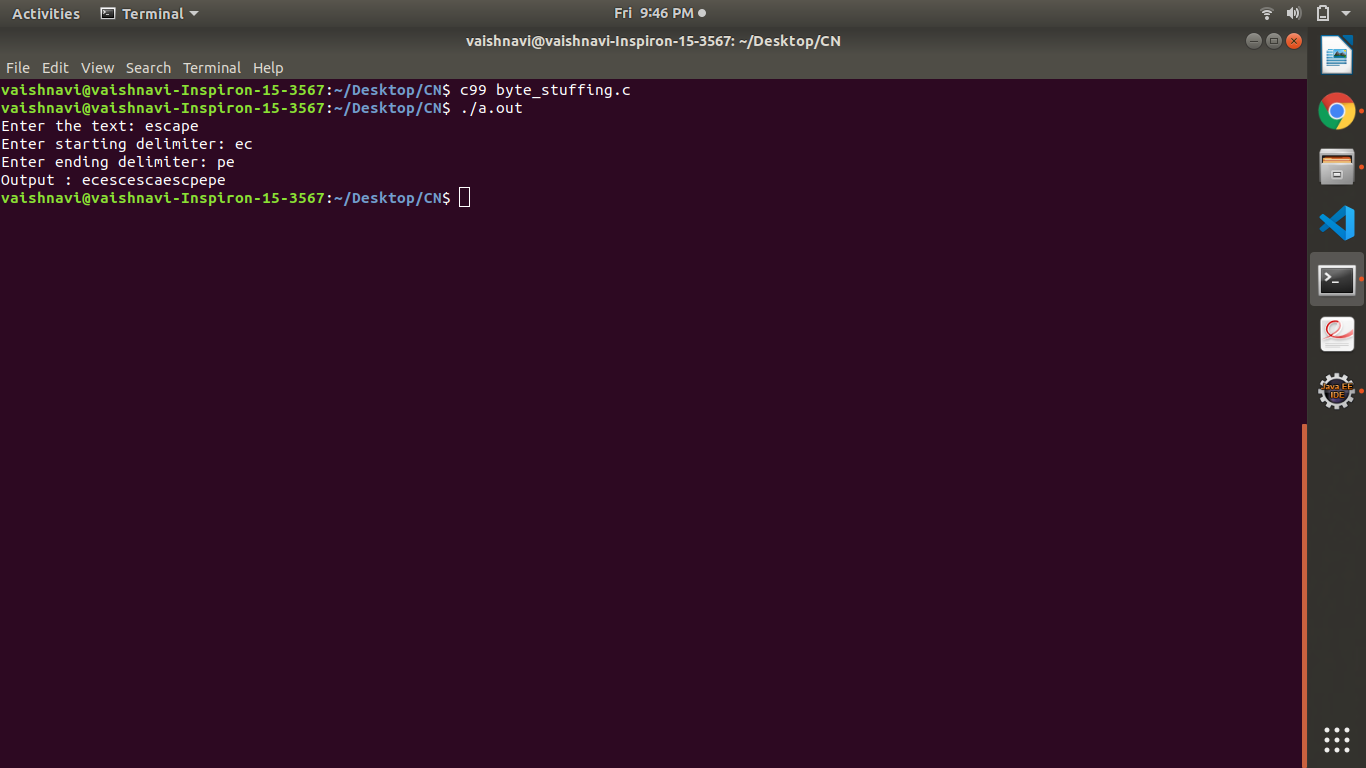 Activities Terminal Fri 9:46 PM
vaishnavi@vaishnavi-Inspiron-15-3567: ~/Desktop/CN
File Edit View Search Terminal Help
vaishnavi@vaishnavi-Inspiron-15-3567:~/Desktop/CN$ c99 byte_stuffing.c
vaishnavi@vaishnavi-Inspiron-15-3567:~/Desktop/CN$ ./a.out
Enter the text: escape
Enter starting delimiter: ec
Enter ending delimiter: pe
Output : ecescescaescpepe
vaishnavi@vaishnavi-Inspiron-15-3567:~/Desktop/CN$
Java EE
IDE